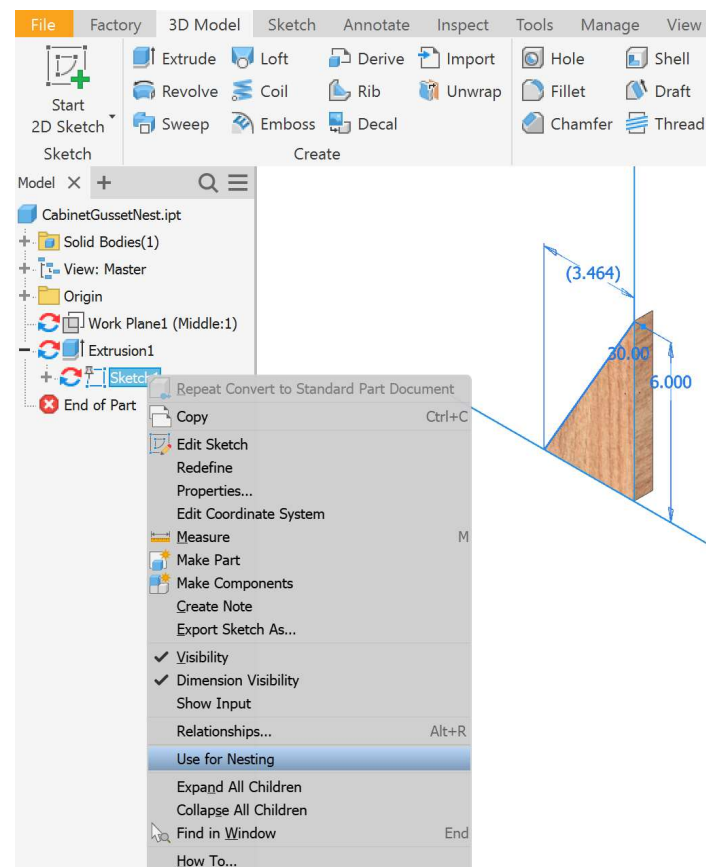 File Factory 3D Model Sketch Annotate Inspect Tools Manage View
Extrude Loft Derive Import Hole Shell
Revolve Coil Rib Unwrap Fillet Draft
Sweep Emboss Decal Chamfer Thread
Start
2D Sketch
Sketch Create
Model
CabinetGussetNest.ipt
Solid Bodies(1)
View: Master
Origin
Work Plane1 (Middle:1)
Extrusion1
End of Part
Repeat Convert to Standard Part Document
Copy Ctrl+C
Edit Sketch
Redefine
Properties...
Edit Coordinate System
Measure M
Make Part
Make Components
Create Note
Export Sketch As...
Visibility
Dimension Visibility
Show Input
Relationships... Alt+R
Use for Nesting
Expand All Children
Collapse All Children
Find in Window End
How To...
(3.464)
30.00
6.000